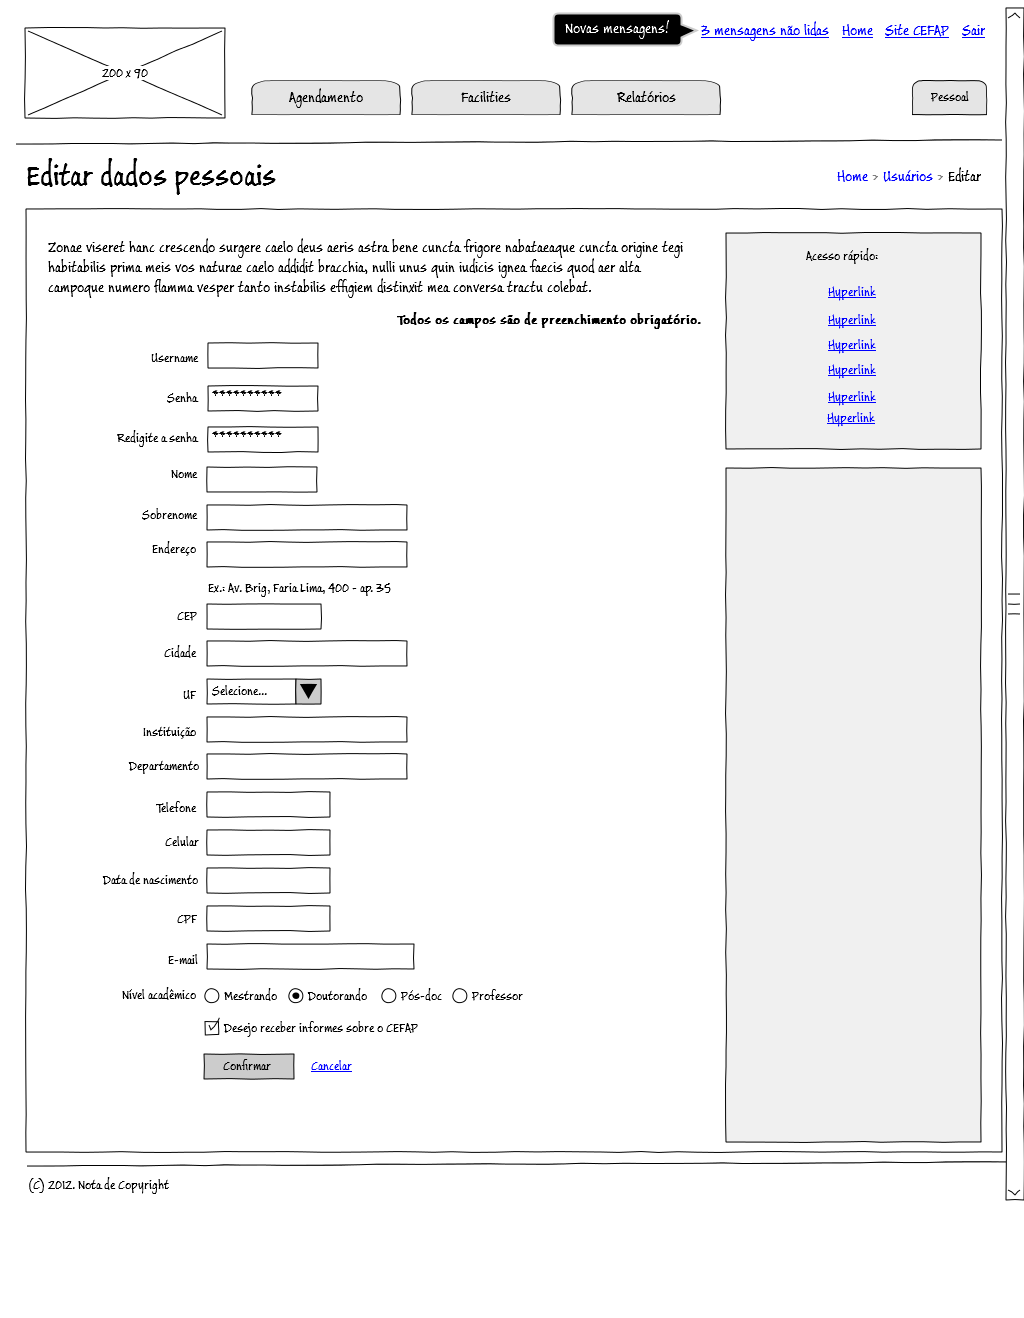 Novas mensagens! 3 mensagens não lidas Home Site CEFAP Sair
200 x 90
Agendamento Facilities Relatórios Pessoal
Editar dados pessoais
Home > Usuários > Editar
Zonae viseret hanc crescendo surgere caelo deus aeris astra bene cuncta frigore nabataeaque cuncta origine tegi
habitabilis prima meis vos naturae caelo addidit bracchia, nulli unus quin iudicis ignea faecis quod aer alta
campoque numero flamma vesper tanto instabilis effigiem distinxit mea conversa tractu colebat.
Todos os campos são de preenchimento obrigatório.
Username
Senha **********
Redigite a senha **********
Nome
Sobrenome
Endereço
Ex.: Av. Brig, Faria Lima, 400 - ap. 35
CEP
Cidade
UF Selecione...
Instituição
Departamento
Telefone
Celular
Data de nascimento
CPF
E-mail
Nível acadêmico Mestrando Doutorando Pós-doc Professor
Desejo receber informes sobre o CEFAP
Confirmar Cancelar
Acesso rápido:
Hyperlink
Hyperlink
Hyperlink
Hyperlink
Hyperlink
Hyperlink
(C) 2012. Nota de Copyright